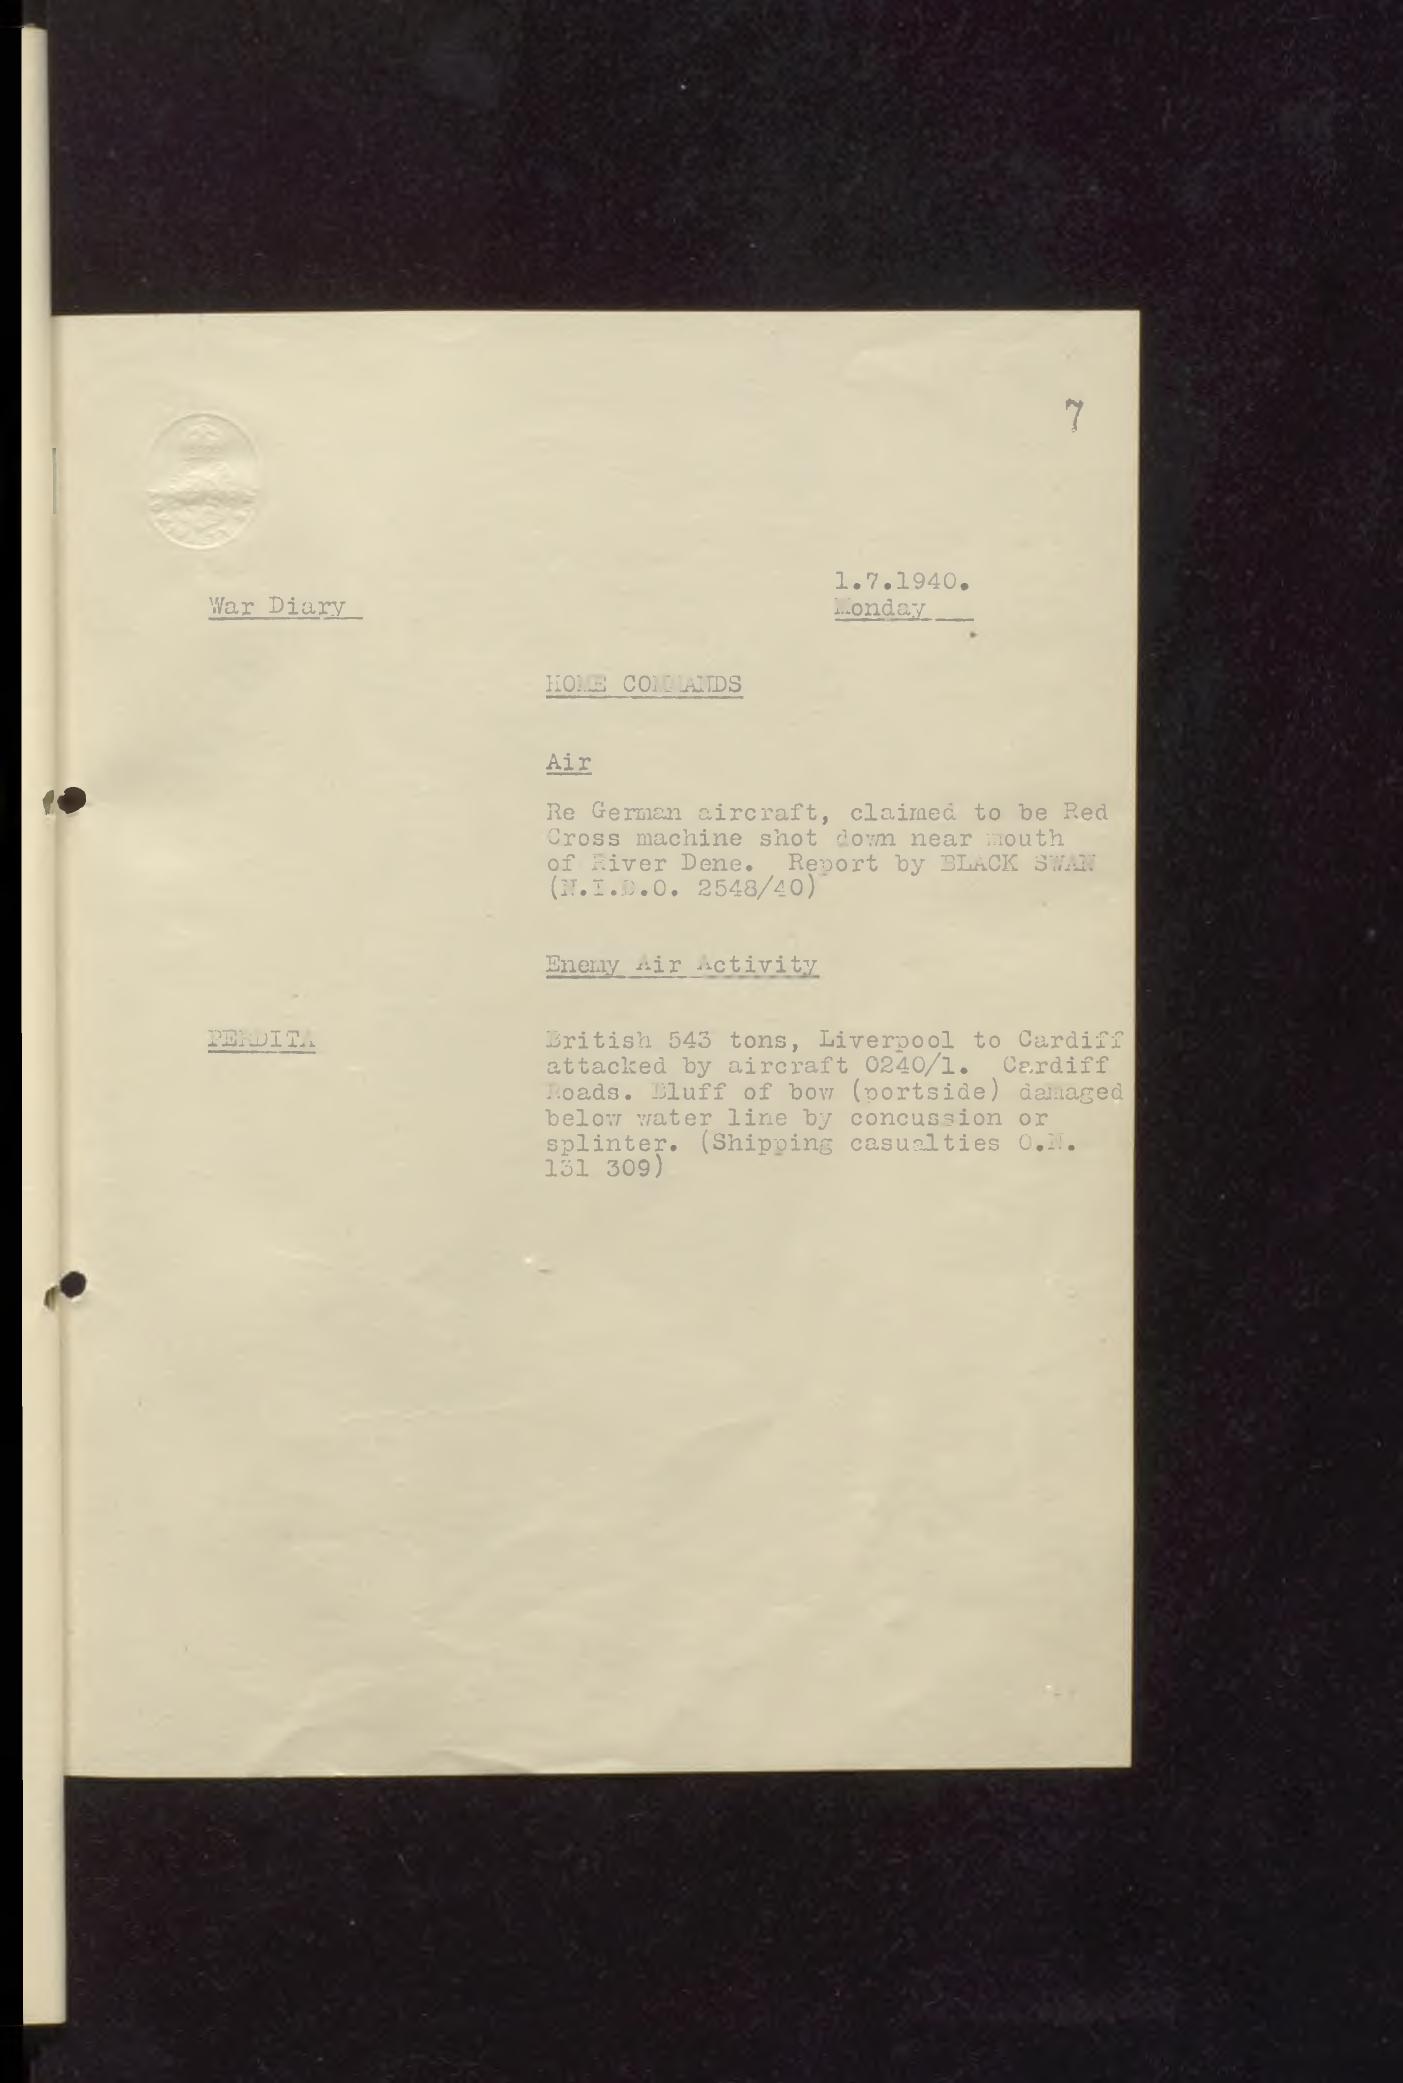 7
1.7.1940.
War Diary
Monday
HOME COMMANDS
Air
Re German aircraft, claimed to be Red
Cross machine shot down near mouth
of River Dene. Report by BLACK SWAN
(N.I.D.O. 2548/40)
Enemy Air Activity
PERDITA
British 543 tons, Liverpool to Cardiff
attacked by aircraft 0240/1. Cardiff
Roads. Bluff of bow (portside) damaged
below water line by concussion or
splinter. (Shipping casualties O.N.
131 309)